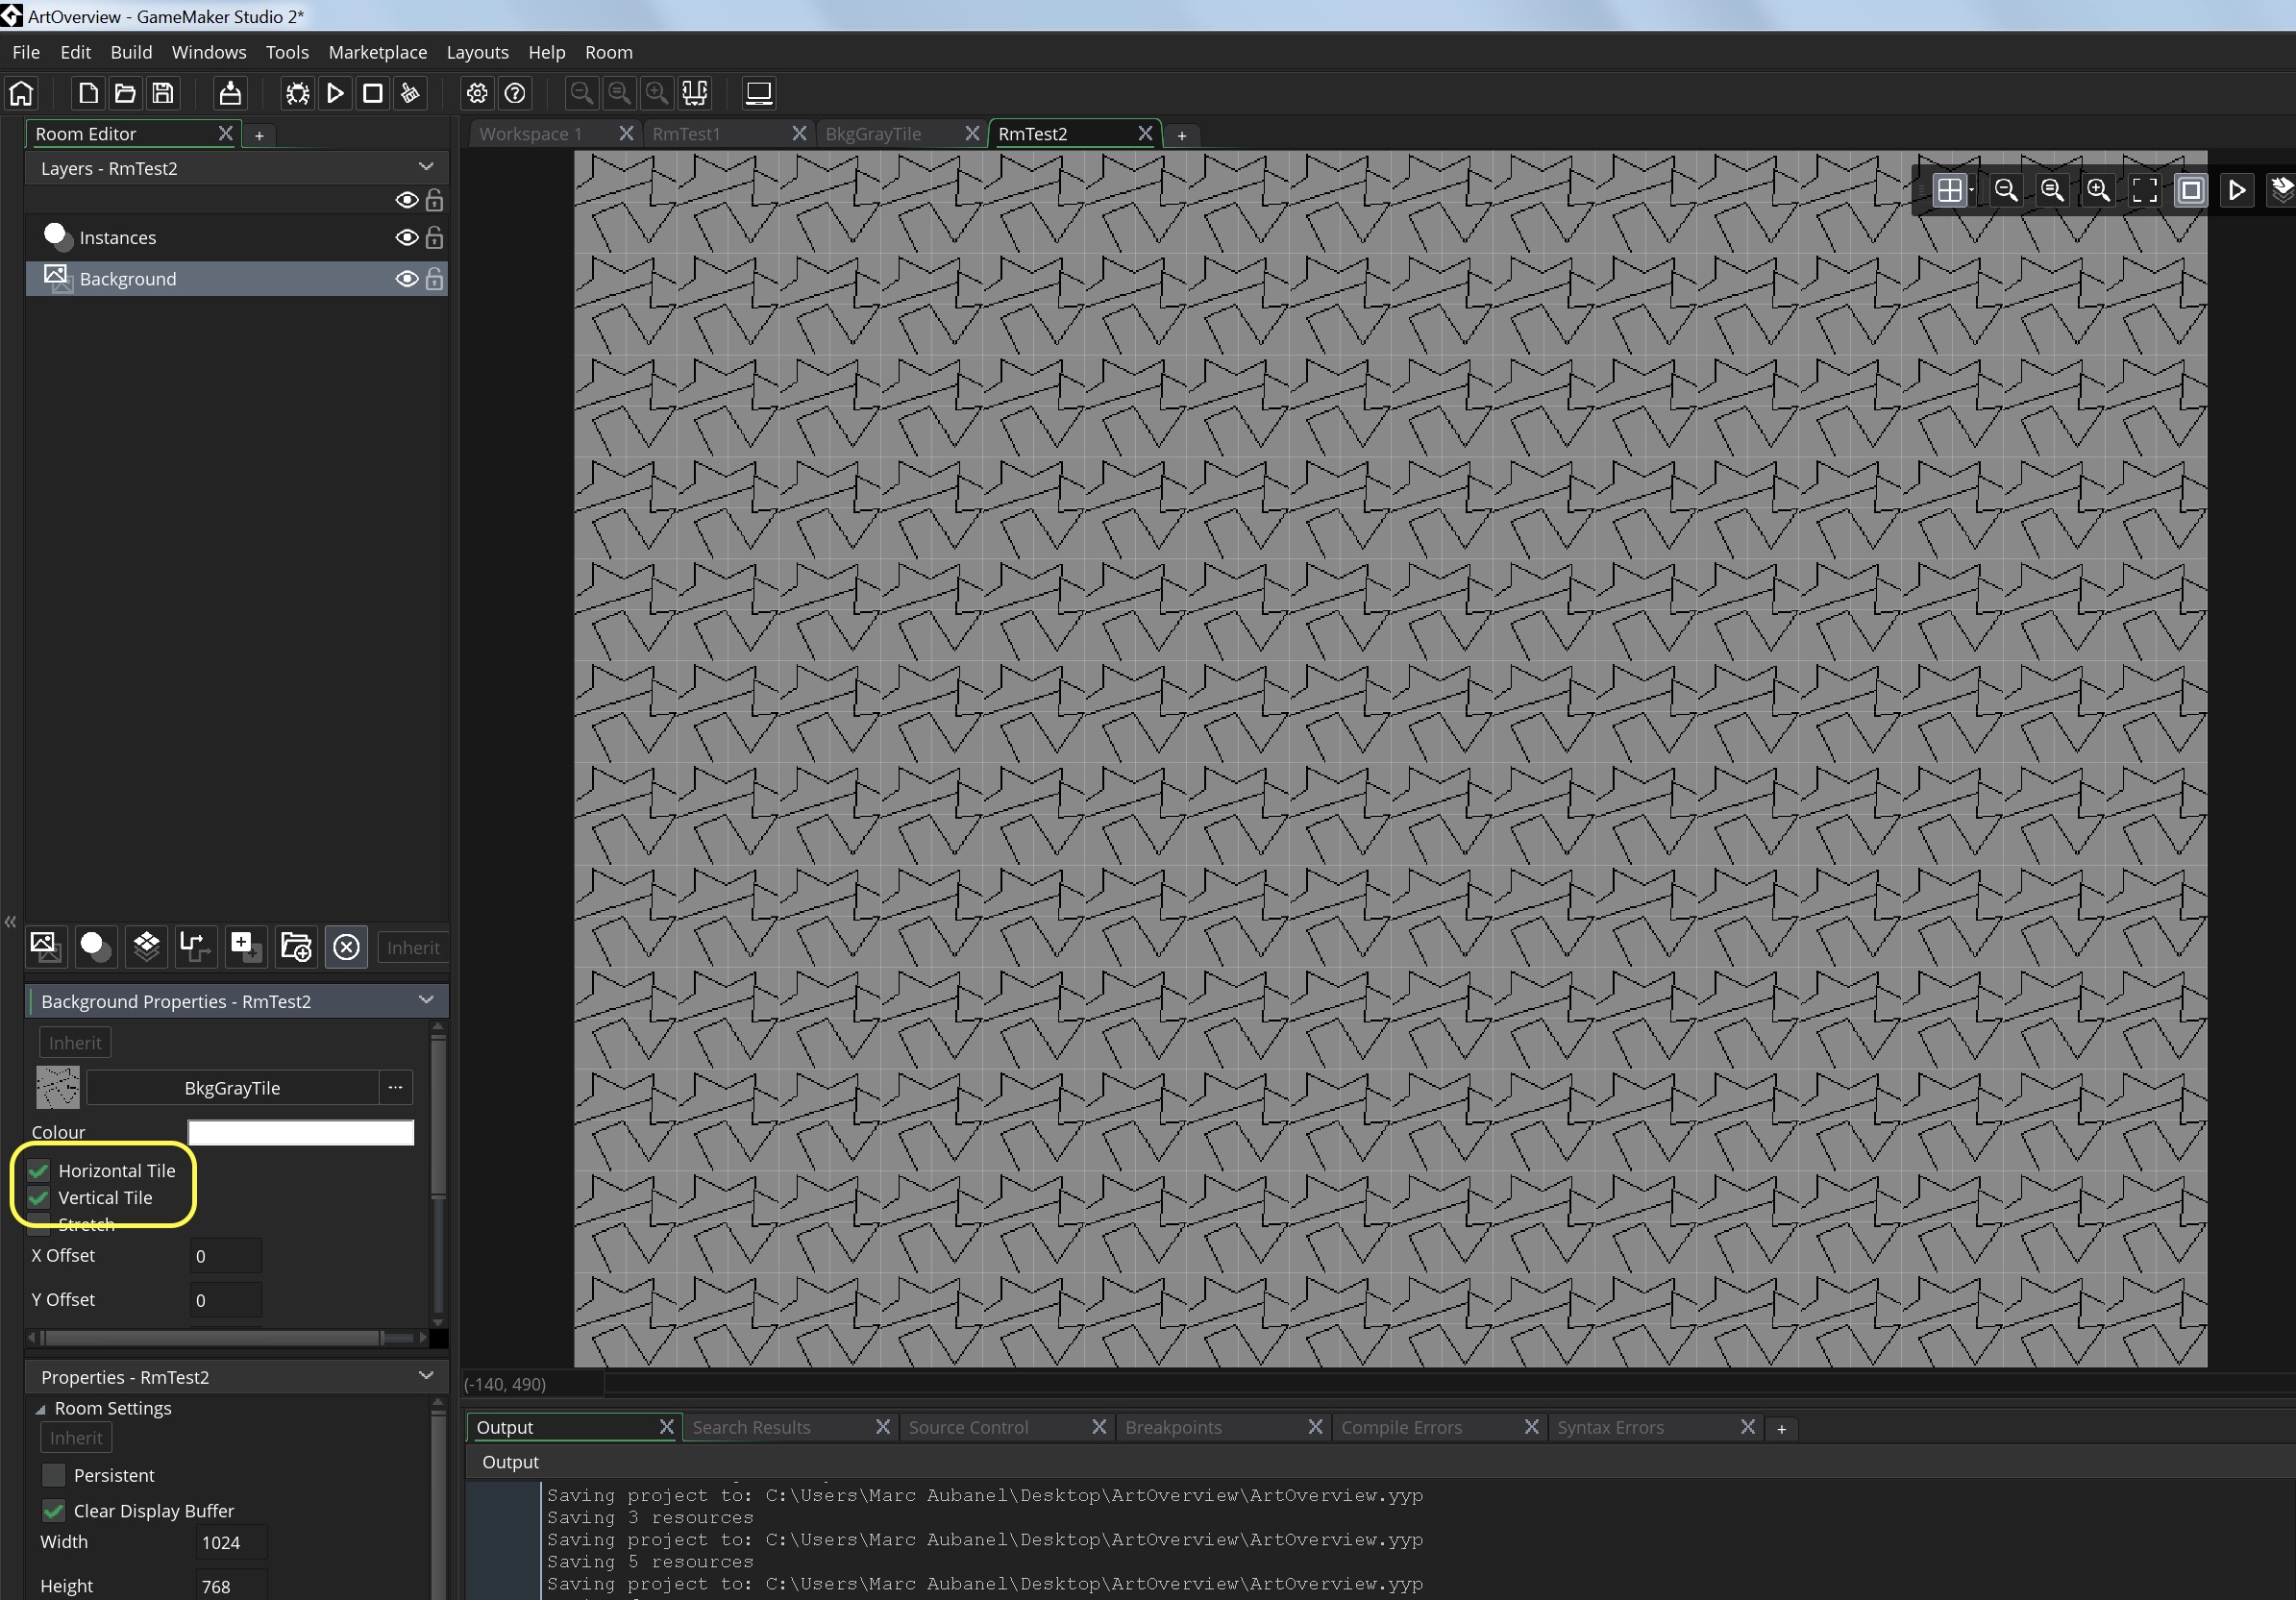 ArtOverview - GameMaker Studio 2*
File Edit Build Windows Tools Marketplace Layouts Help Room
Room Editor
Workspace 1 RmTest1 BkgGrayTile RmTest2
Layers - RmTest2
Instances
Background
Inherit
Background Properties - RmTest2
Inherit
BkgGrayTile ...
Colour
Horizontal Tile
Vertical Tile
Stretch
X Offset 0
Y Offset 0
Properties - RmTest2
Room Settings
Inherit
Persistent
Clear Display Buffer
Width 1024
Height 768
(-140, 490)
Output Search Results Source Control Breakpoints Compile Errors Syntax Errors
Output
Saving project to: C:\Users\Marc Aubanel\Desktop\ArtOverview\ArtOverview.yyp
Saving 3 resources
Saving project to: C:\Users\Marc Aubanel\Desktop\ArtOverview\ArtOverview.yyp
Saving 5 resources
Saving project to: C:\Users\Marc Aubanel\Desktop\ArtOverview\ArtOverview.yyp